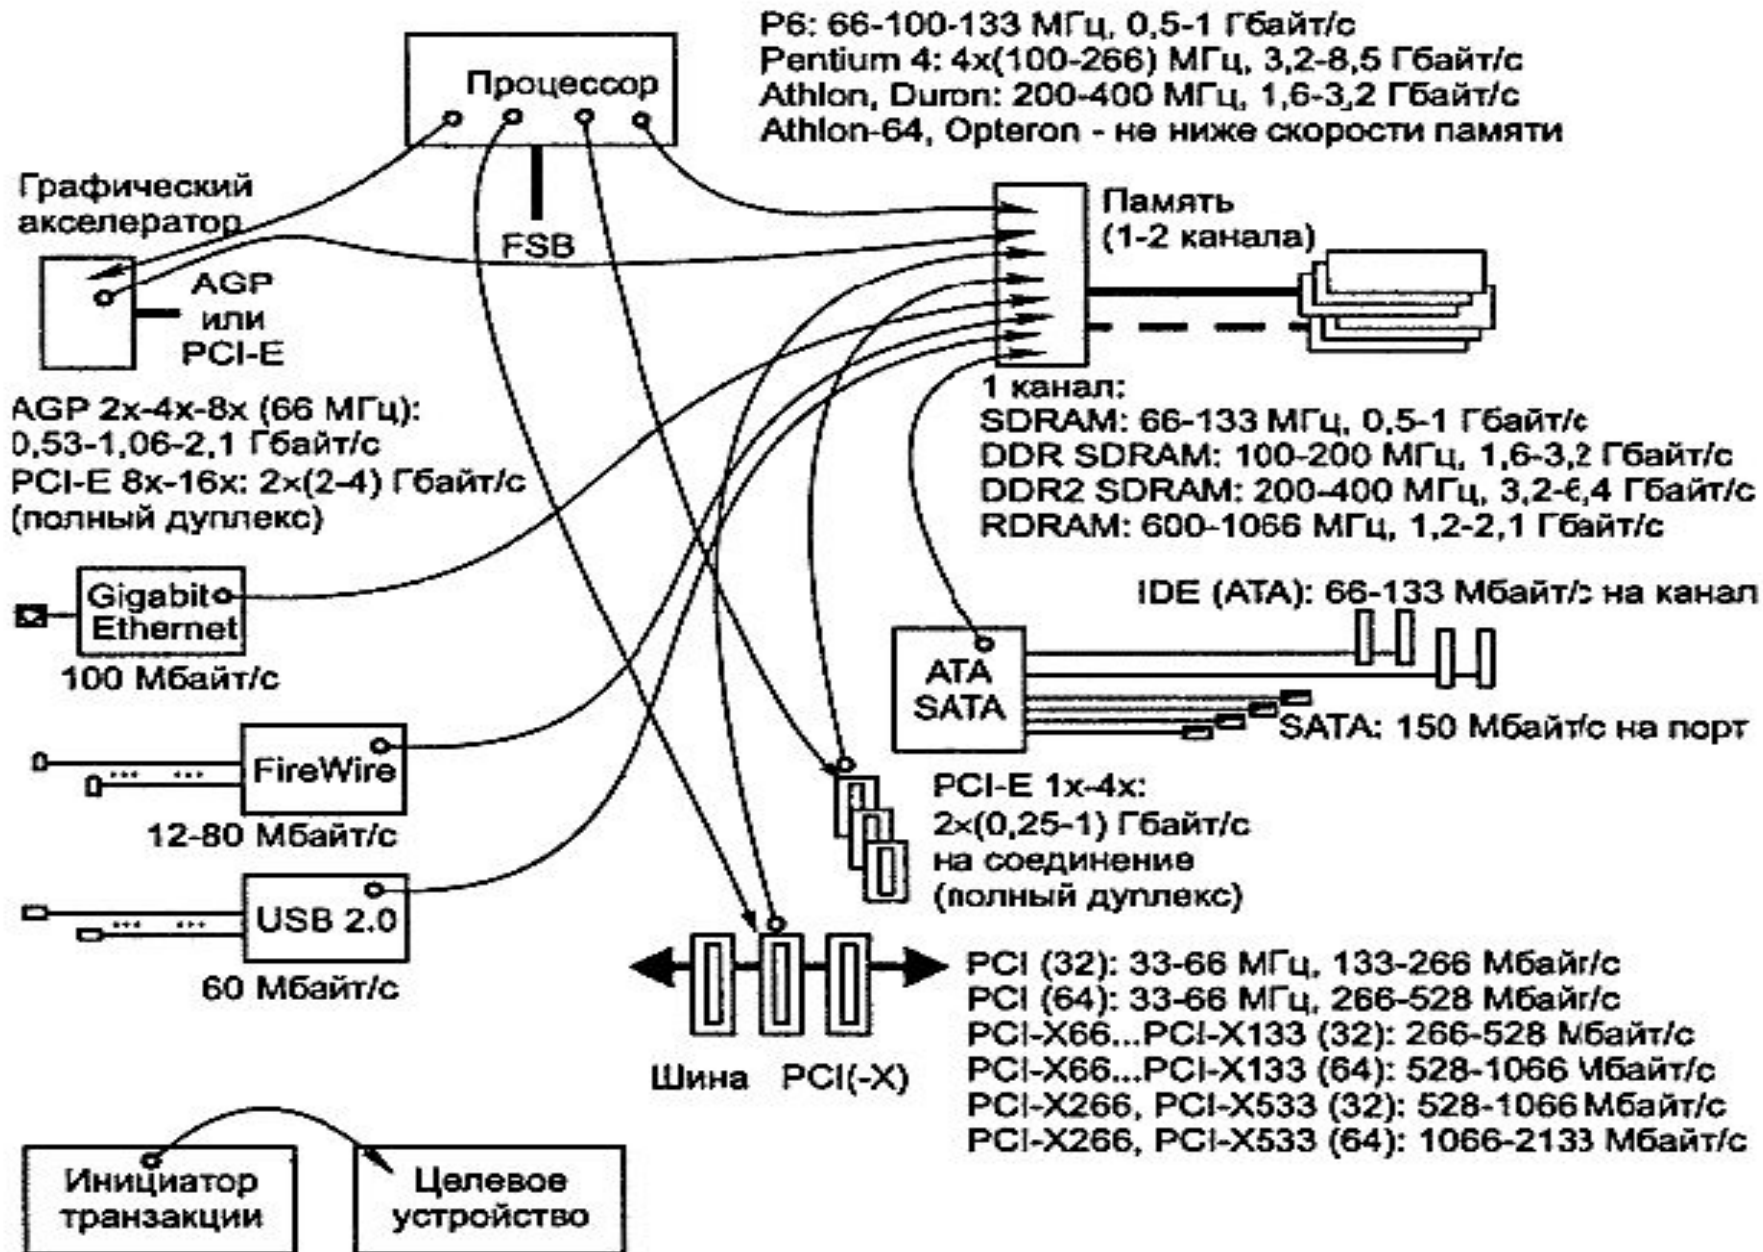 P6: 66-100-133 МГц, 0,5-1 Гбайт/с
Pentium 4: 4x(100-266) МГц, 3,2-8,5 Гбайт/с
Athlon, Duron: 200-400 МГц, 1,6-3,2 Гбайт/с
Athlon-64, Opteron - не ниже скорости памяти
Процессор
FSB
Графический
акселератор
AGP
или
PCI-E
AGP 2x-4x-8x (66 МГц):
0,53-1,06-2,1 Гбайт/с
PCI-E 8x-16x: 2×(2-4) Гбайт/с
(полный дуплекс)
Память
(1-2 канала)
1 канал:
SDRAM: 66-133 МГц, 0,5-1 Гбайт/с
DDR SDRAM: 100-200 МГц, 1,6-3,2 Гбайт/с
DDR2 SDRAM: 200-400 МГц, 3,2-6,4 Гбайт/с
RDRAM: 600-1066 МГц, 1,2-2,1 Гбайт/с
Gigabit
Ethernet
100 Мбайт/с
IDE (ATA): 66-133 Мбайт/с на канал
ATA
SATA
SATA: 150 Мбайт/с на порт
FireWire
... ...
12-80 Мбайт/с
PCI-E 1x-4x:
2×(0,25-1) Гбайт/с
на соединение
(полный дуплекс)
USB 2.0
... ...
60 Мбайт/с
Шина PCI(-X)
PCI (32): 33-66 МГц, 133-266 Мбайт/с
PCI (64): 33-66 МГц, 266-528 Мбайт/с
PCI-X66...PCI-X133 (32): 266-528 Мбайт/с
PCI-X66...PCI-X133 (64): 528-1066 Мбайт/с
PCI-X266, PCI-X533 (32): 528-1066 Мбайт/с
PCI-X266, PCI-X533 (64): 1066-2133 Мбайт/с
Инициатор
транзакции
Целевое
устройство